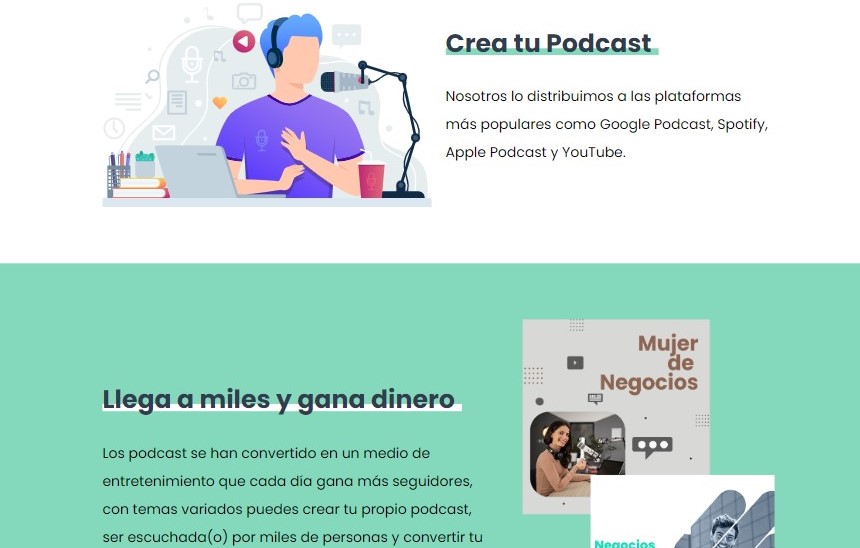 Crea tu Podcast
Nosotros lo distribuimos a las plataformas
más populares como Google Podcast, Spotify,
Apple Podcast y YouTube.
Llega a miles y gana dinero
Los podcast se han convertido en un medio de
entretenimiento que cada día gana más seguidores,
con temas variados puedes crear tu propio podcast,
ser escuchada(o) por miles de personas y convertir tu
Mujer
de
Negocios
Negocios